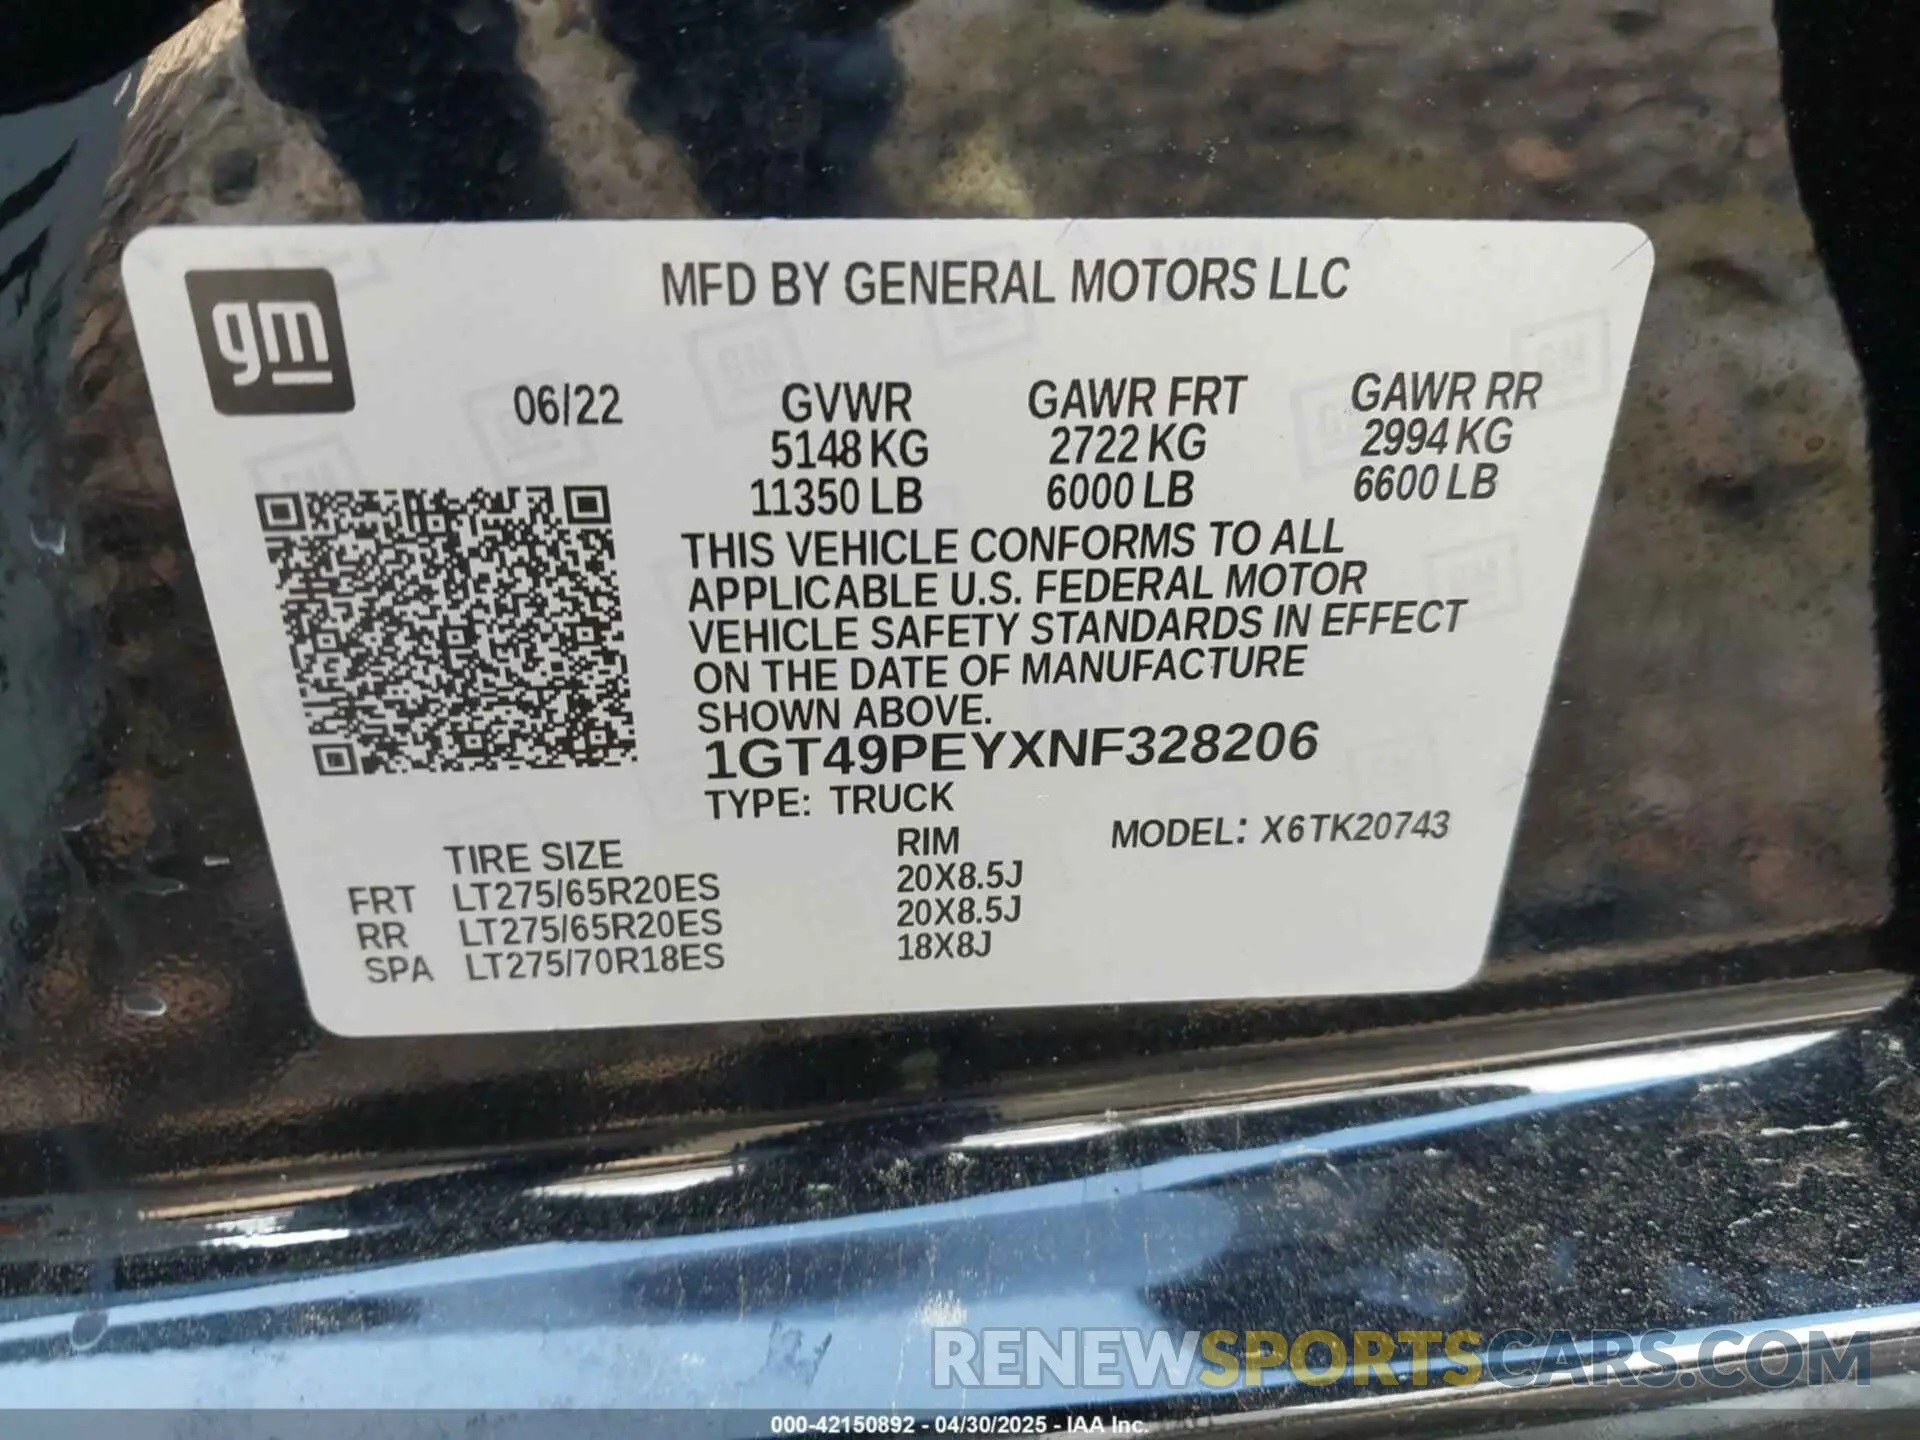 gm
MFD BY GENERAL MOTORS LLC
06/22 GVWR GAWR FRT GAWR RR
5148 KG 2722 KG 2994 KG
11350 LB 6000 LB 6600 LB
THIS VEHICLE CONFORMS TO ALL
APPLICABLE U.S. FEDERAL MOTOR
VEHICLE SAFETY STANDARDS IN EFFECT
ON THE DATE OF MANUFACTURE
SHOWN ABOVE.
1GT49PEYXNF328206
TYPE: TRUCK
TIRE SIZE RIM MODEL: X6TK20743
FRT LT275/65R20ES 20X8.5J
RR LT275/65R20ES 20X8.5J
SPA LT275/70R18ES 18X8J
RENEWSPORTSCARS.COM
000-42150892 - 04/30/2025 - IAA Inc.